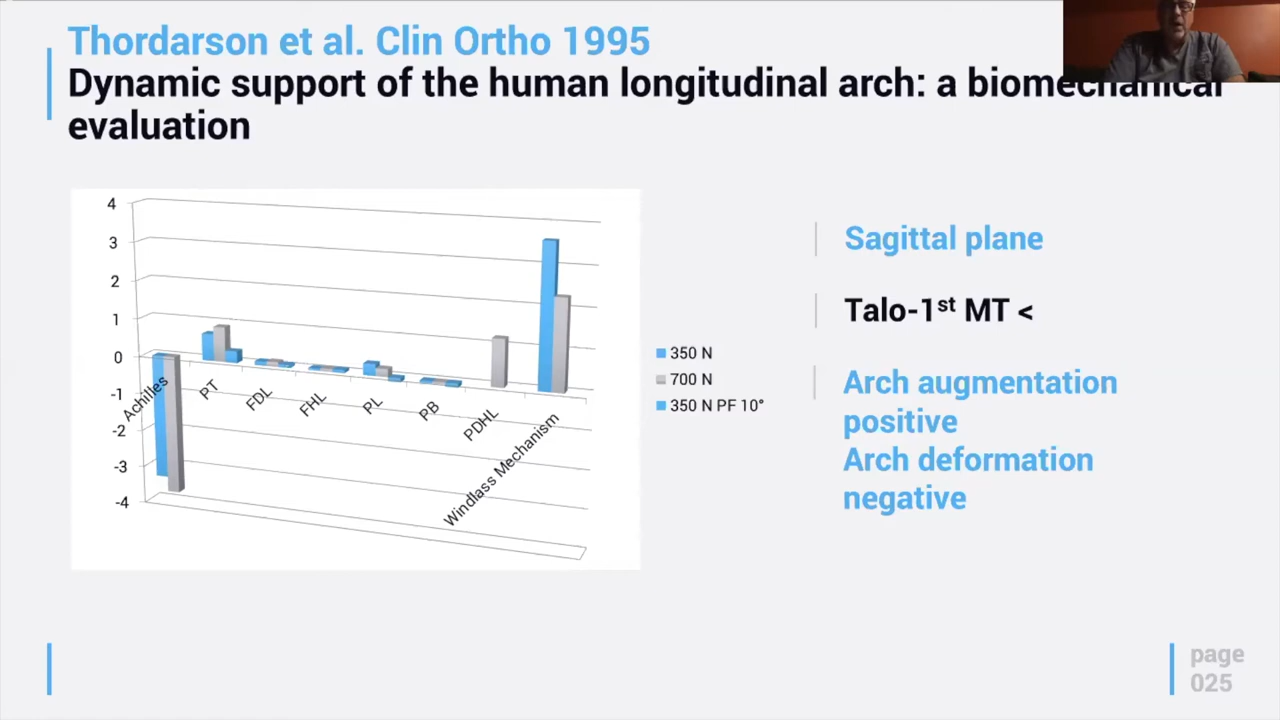 Thordarson et al. Clin Ortho 1995
Dynamic support of the human longitudinal arch: a biomechanical
evaluation
4
3
2
1
0
-1
-2
-3
-4
Achilles
PT
FDL
FHL
PL
PB
PDHL
Windlass Mechanism
350 N
700 N
350 N PF 10°
Sagittal plane
Talo-1st MT <
Arch augmentation
positive
Arch deformation
negative
page
025